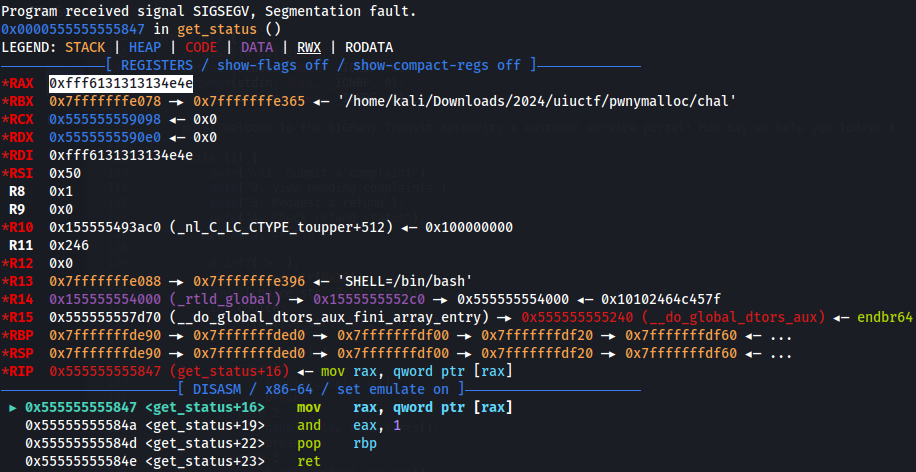 Program received signal SIGSEGV, Segmentation fault.
0x0000555555555847 in get_status ()
LEGEND: STACK | HEAP | CODE | DATA | RWX | RODATA
[ REGISTERS / show-flags off / show-compact-regs off ]
*RAX  0xfff6131313134e4e
*RBX  0x7fffffffe078 —▸ 0x7fffffffe365 ◂— '/home/kali/Downloads/2024/uiuctf/pwnymalloc/chal'
*RCX  0x555555559098 ◂— 0x0
*RDX  0x5555555590e0 ◂— 0x0
*RDI  0xfff6131313134e4e
*RSI  0x50
 R8   0x1
 R9   0x0
*R10  0x155555493ac0 (_nl_C_LC_CTYPE_toupper+512) ◂— 0x100000000
 R11  0x246
*R12  0x0
*R13  0x7fffffffe088 —▸ 0x7fffffffe396 ◂— 'SHELL=/bin/bash'
*R14  0x155555554000 (_rtld_global) —▸ 0x1555555552c0 —▸ 0x555555554000 ◂— 0x10102464c457f
*R15  0x555555557d70 (__do_global_dtors_aux_fini_array_entry) —▸ 0x555555555240 (__do_global_dtors_aux) ◂— endbr64
*RBP  0x7fffffffde90 —▸ 0x7fffffffded0 —▸ 0x7fffffffdf00 —▸ 0x7fffffffdf20 —▸ 0x7fffffffdf60 ◂— ...
*RSP  0x7fffffffde90 —▸ 0x7fffffffded0 —▸ 0x7fffffffdf00 —▸ 0x7fffffffdf20 —▸ 0x7fffffffdf60 ◂— ...
*RIP  0x555555555847 (get_status+16) ◂— mov rax, qword ptr [rax]
[ DISASM / x86-64 / set emulate on ]
 ► 0x555555555847 <get_status+16>    mov    rax, qword ptr [rax]
   0x55555555584a <get_status+19>    and    eax, 1
   0x55555555584d <get_status+22>    pop    rbp
   0x55555555584e <get_status+23>    ret